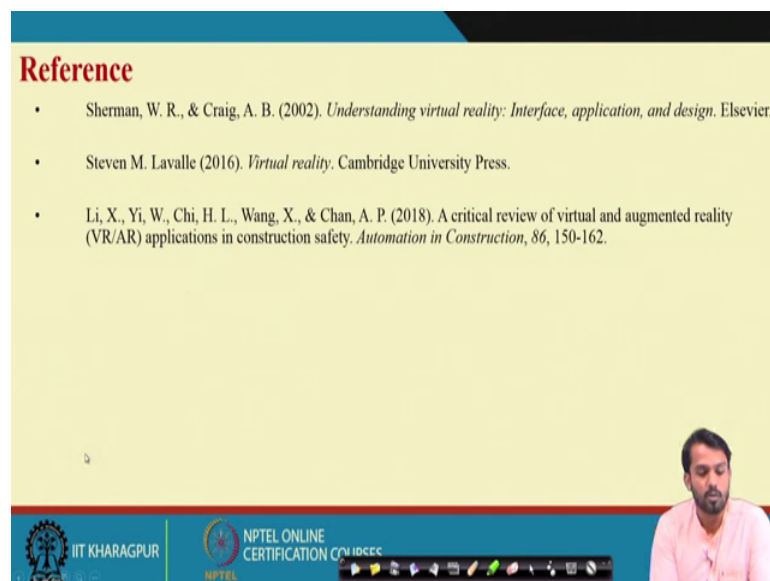 Reference
• Sherman, W. R., & Craig, A. B. (2002). Understanding virtual reality: Interface, application, and design. Elsevier.
• Steven M. Lavalle (2016). Virtual reality. Cambridge University Press.
• Li, X., Yi, W., Chi, H. L., Wang, X., & Chan, A. P. (2018). A critical review of virtual and augmented reality
(VR/AR) applications in construction safety. Automation in Construction, 86, 150-162.
IIT KHARAGPUR
NPTEL ONLINE
CERTIFICATION COURSES
NPTEL